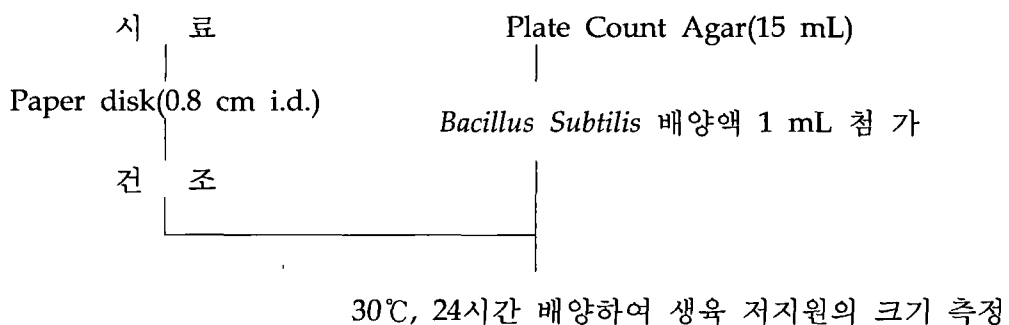 시 료
Plate Count Agar(15 mL)
Paper disk(0.8 cm i.d.)
Bacillus Subtilis 배양액 1 mL 첨 가
건 조
30℃, 24시간 배양하여 생육 저지원의 크기 측정